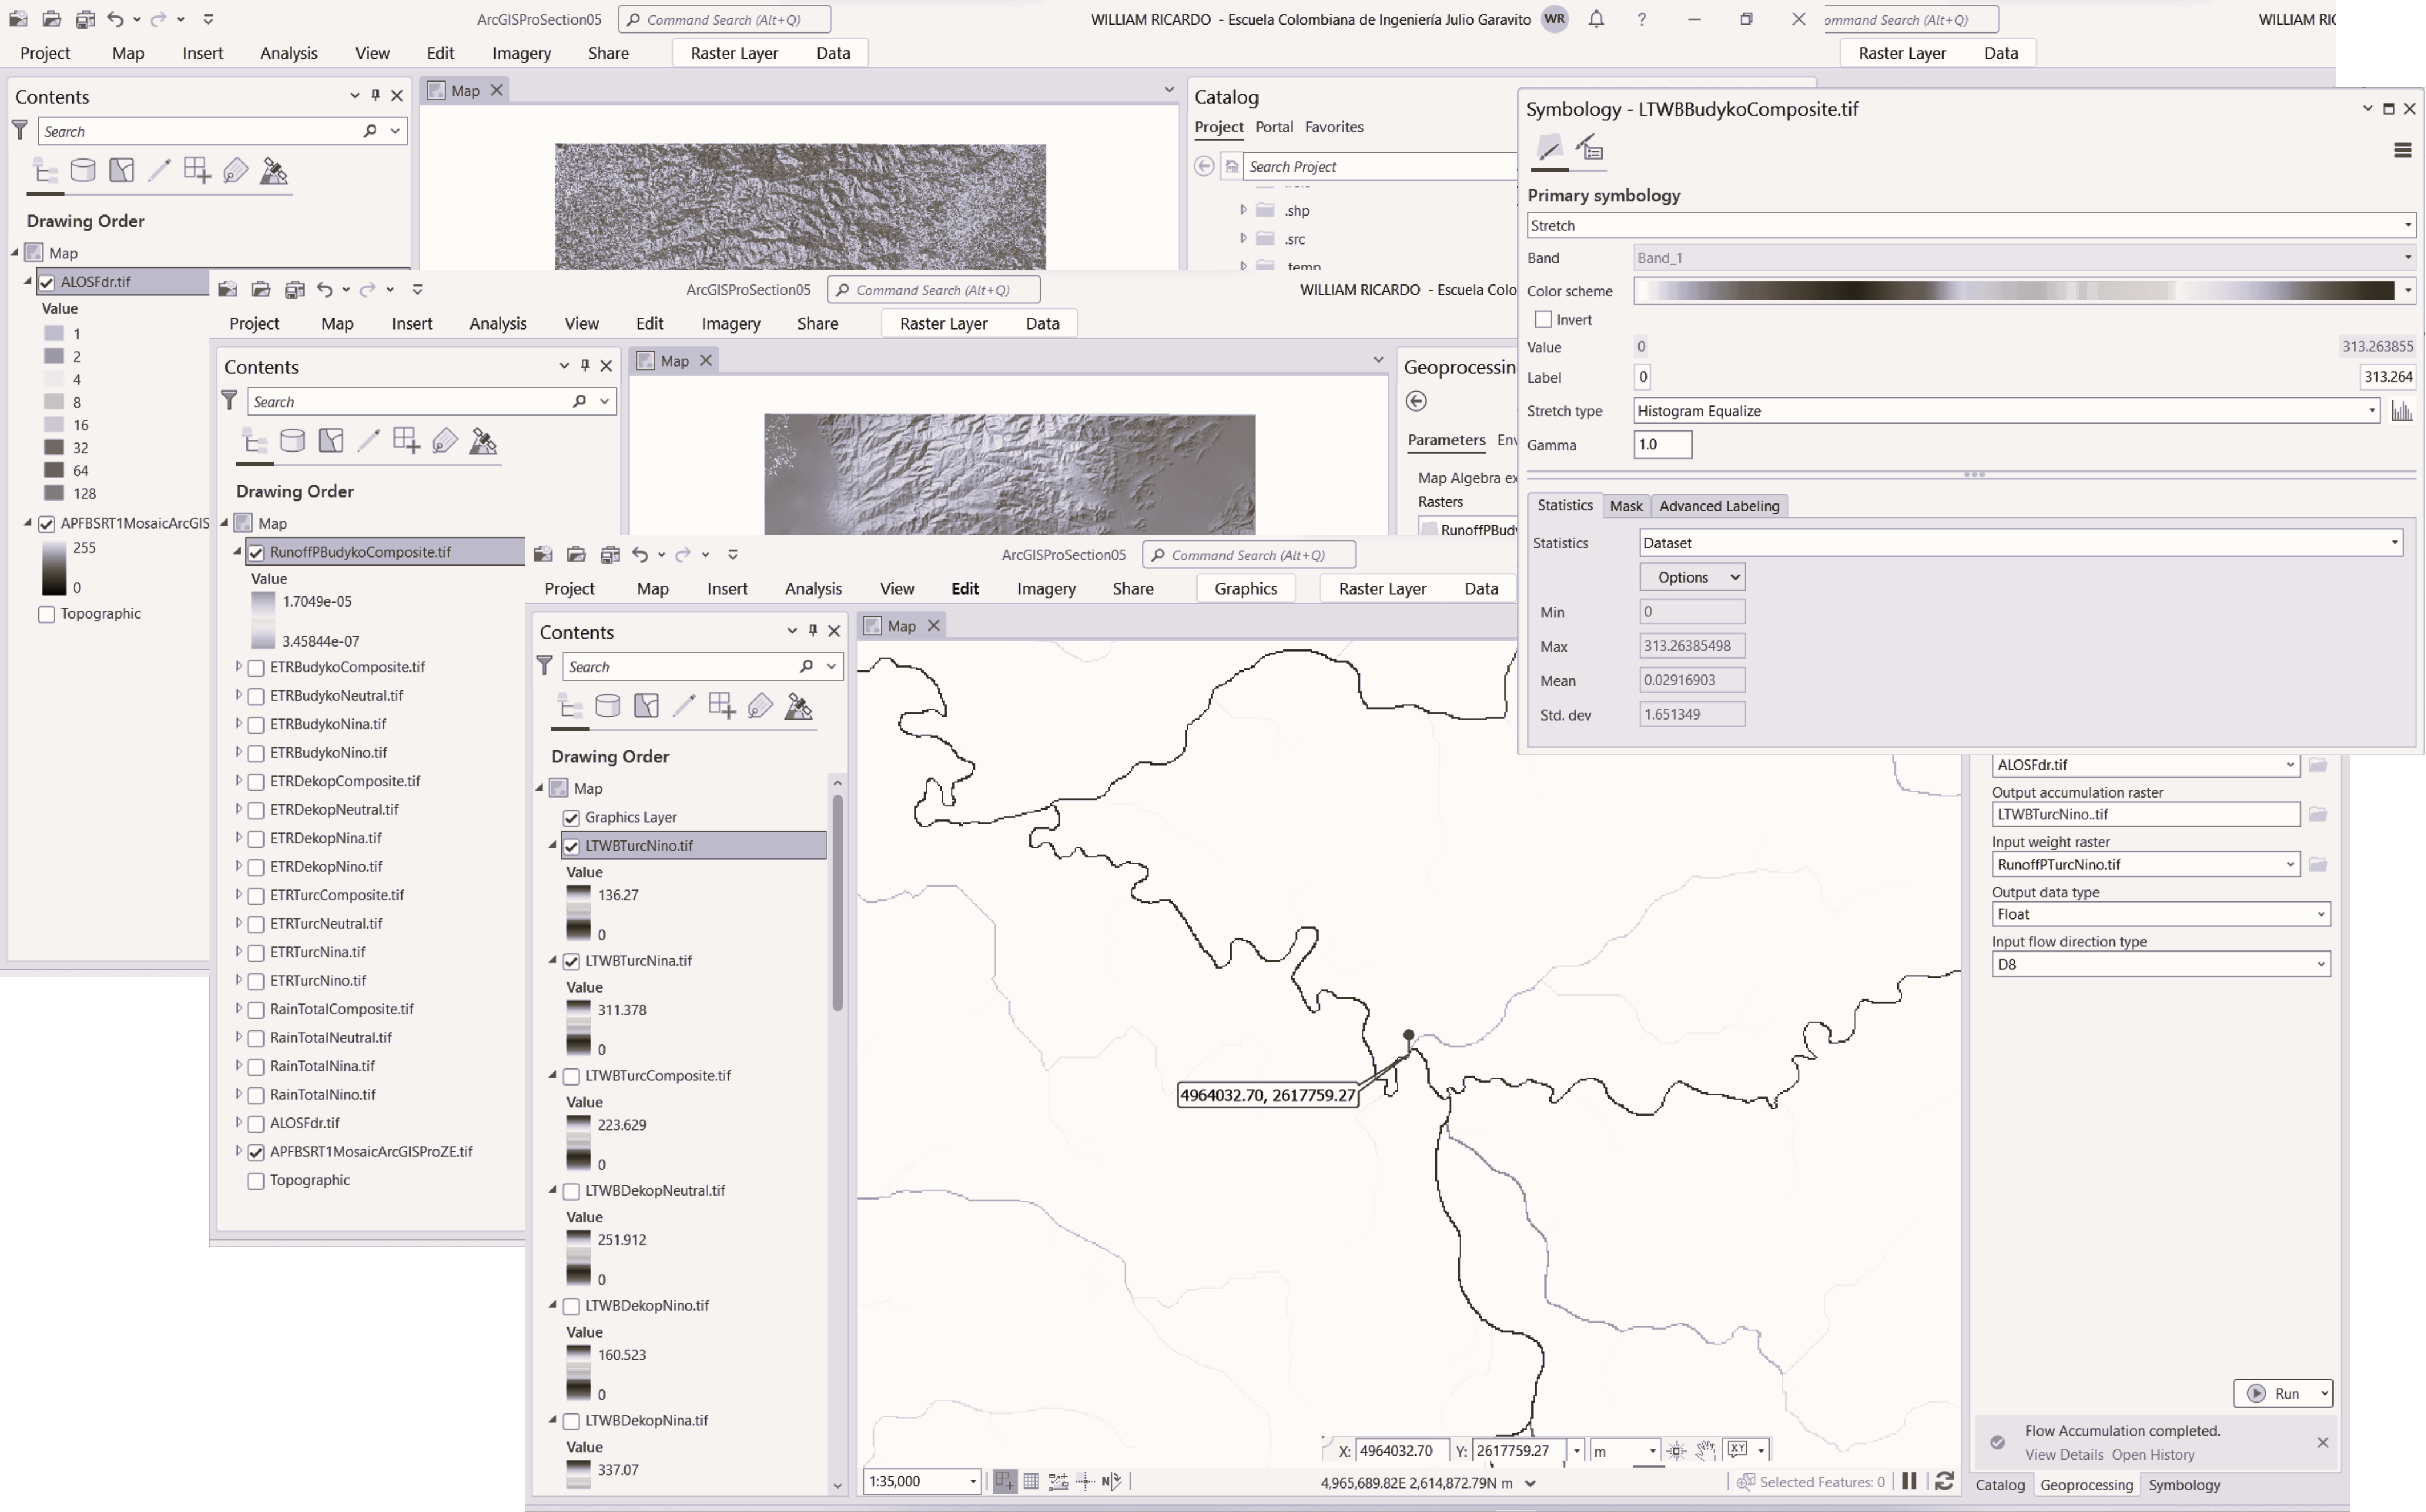 ArcGISProSection05
Command Search (Alt+Q)
WILLIAM RICARDO - Escuela Colombiana de Ingeniería Julio Garavito
WR
?
ommand Search (Alt+Q)
WILLIAM RIC
Project Map Insert Analysis View Edit Imagery Share Raster Layer Data
Raster Layer Data
Contents
Search
Drawing Order
Map
ALOSFdr.tif
Value
1
2
4
8
16
32
64
128
APFBSRT1MosaicArcGIS
255
0
Topographic
Map
Catalog
Project Portal Favorites
Search Project
.shp
.src
temp
ArcGISProSection05
Command Search (Alt+Q)
WILLIAM RICARDO - Escuela Colo
Project Map Insert Analysis View Edit Imagery Share Raster Layer Data
Contents
Search
Drawing Order
Map
RunoffPBudykoComposite.tif
Value
1.7049e-05
3.45844e-07
ETRBudykoComposite.tif
ETRBudykoNeutral.tif
ETRBudykoNina.tif
ETRBudykoNino.tif
ETRDekopComposite.tif
ETRDekopNeutral.tif
ETRDekopNina.tif
ETRDekopNino.tif
ETRTurcComposite.tif
ETRTurcNeutral.tif
ETRTurcNina.tif
ETRTurcNino.tif
RainTotalComposite.tif
RainTotalNeutral.tif
RainTotalNina.tif
RainTotalNino.tif
ALOSFdr.tif
APFBSRT1MosaicArcGISProZE.tif
Topographic
Map
Geoprocessin
Parameters Env
Map Algebra ex
Rasters
RunoffPBudy
ArcGISProSection05
Command Search (Alt+Q)
Project Map Insert Analysis View Edit Imagery Share Graphics Raster Layer Data
Contents
Search
Drawing Order
Map
Graphics Layer
LTWBTurcNino.tif
Value
136.27
0
LTWBTurcNina.tif
Value
311.378
0
LTWBTurcComposite.tif
Value
223.629
0
LTWBDekopNeutral.tif
Value
251.912
0
LTWBDekopNino.tif
Value
160.523
0
LTWBDekopNina.tif
Value
337.07
Map
4964032.70, 2617759.27
X: 4964032.70 Y: 2617759.27 m
XY
1:35,000
N
4,965,689.82E 2,614,872.79N m
Selected Features: 0
Symbology - LTWBBudykoComposite.tif
Primary symbology
Stretch
Band Band_1
Color scheme
Invert
Value 0 313.263855
Label 0 313.264
Stretch type Histogram Equalize
Gamma 1.0
Statistics Mask Advanced Labeling
Statistics Dataset
Options
Min 0
Max 313.26385498
Mean 0.02916903
Std. dev 1.651349
ALOSFdr.tif
Output accumulation raster
LTWBTurcNino..tif
Input weight raster
RunoffPTurcNino.tif
Output data type
Float
Input flow direction type
D8
Run
Flow Accumulation completed.
View Details Open History
Catalog Geoprocessing Symbology